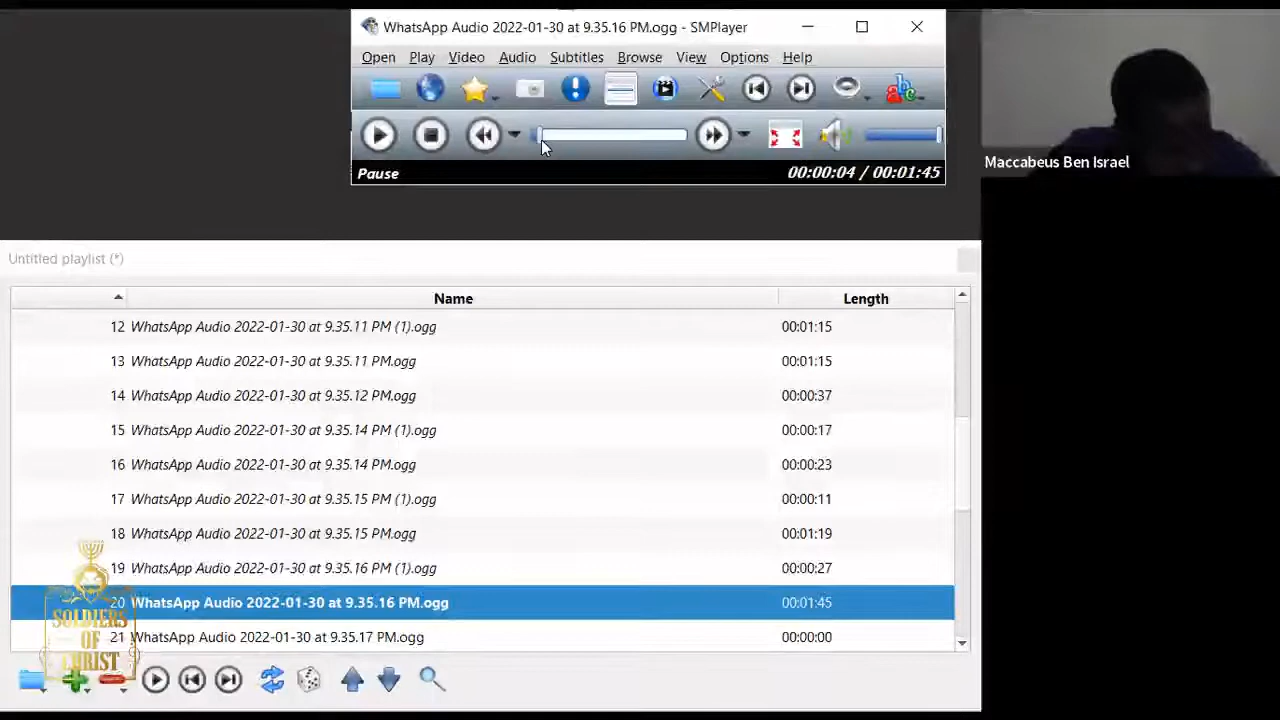 WhatsApp Audio 2022-01-30 at 9.35.16 PM.ogg - SMPlayer
Open Play Video Audio Subtitles Browse View Options Help
abc
Pause 00:00:04 / 00:01:45
Maccabeus Ben Israel
Untitled playlist (*)
Name Length
12 WhatsApp Audio 2022-01-30 at 9.35.11 PM (1).ogg 00:01:15
13 WhatsApp Audio 2022-01-30 at 9.35.11 PM.ogg 00:01:15
14 WhatsApp Audio 2022-01-30 at 9.35.12 PM.ogg 00:00:37
15 WhatsApp Audio 2022-01-30 at 9.35.14 PM (1).ogg 00:00:17
16 WhatsApp Audio 2022-01-30 at 9.35.14 PM.ogg 00:00:23
17 WhatsApp Audio 2022-01-30 at 9.35.15 PM (1).ogg 00:00:11
18 WhatsApp Audio 2022-01-30 at 9.35.15 PM.ogg 00:01:19
19 WhatsApp Audio 2022-01-30 at 9.35.16 PM (1).ogg 00:00:27
20 WhatsApp Audio 2022-01-30 at 9.35.16 PM.ogg 00:01:45
21 WhatsApp Audio 2022-01-30 at 9.35.17 PM.ogg 00:00:00
SOLDIERS
OF
CHRIST